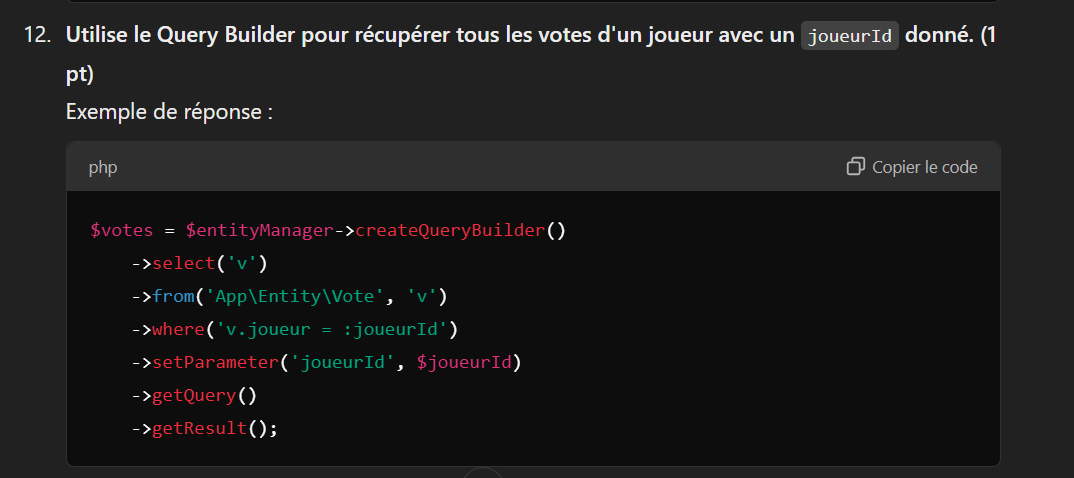 12. Utilise le Query Builder pour récupérer tous les votes d'un joueur avec un joueurId donné. (1
pt)
Exemple de réponse :
php
Copier le code
$votes = $entityManager->createQueryBuilder()
    ->select('v')
    ->from('App\Entity\Vote', 'v')
    ->where('v.joueur = :joueurId')
    ->setParameter('joueurId', $joueurId)
    ->getQuery()
    ->getResult();